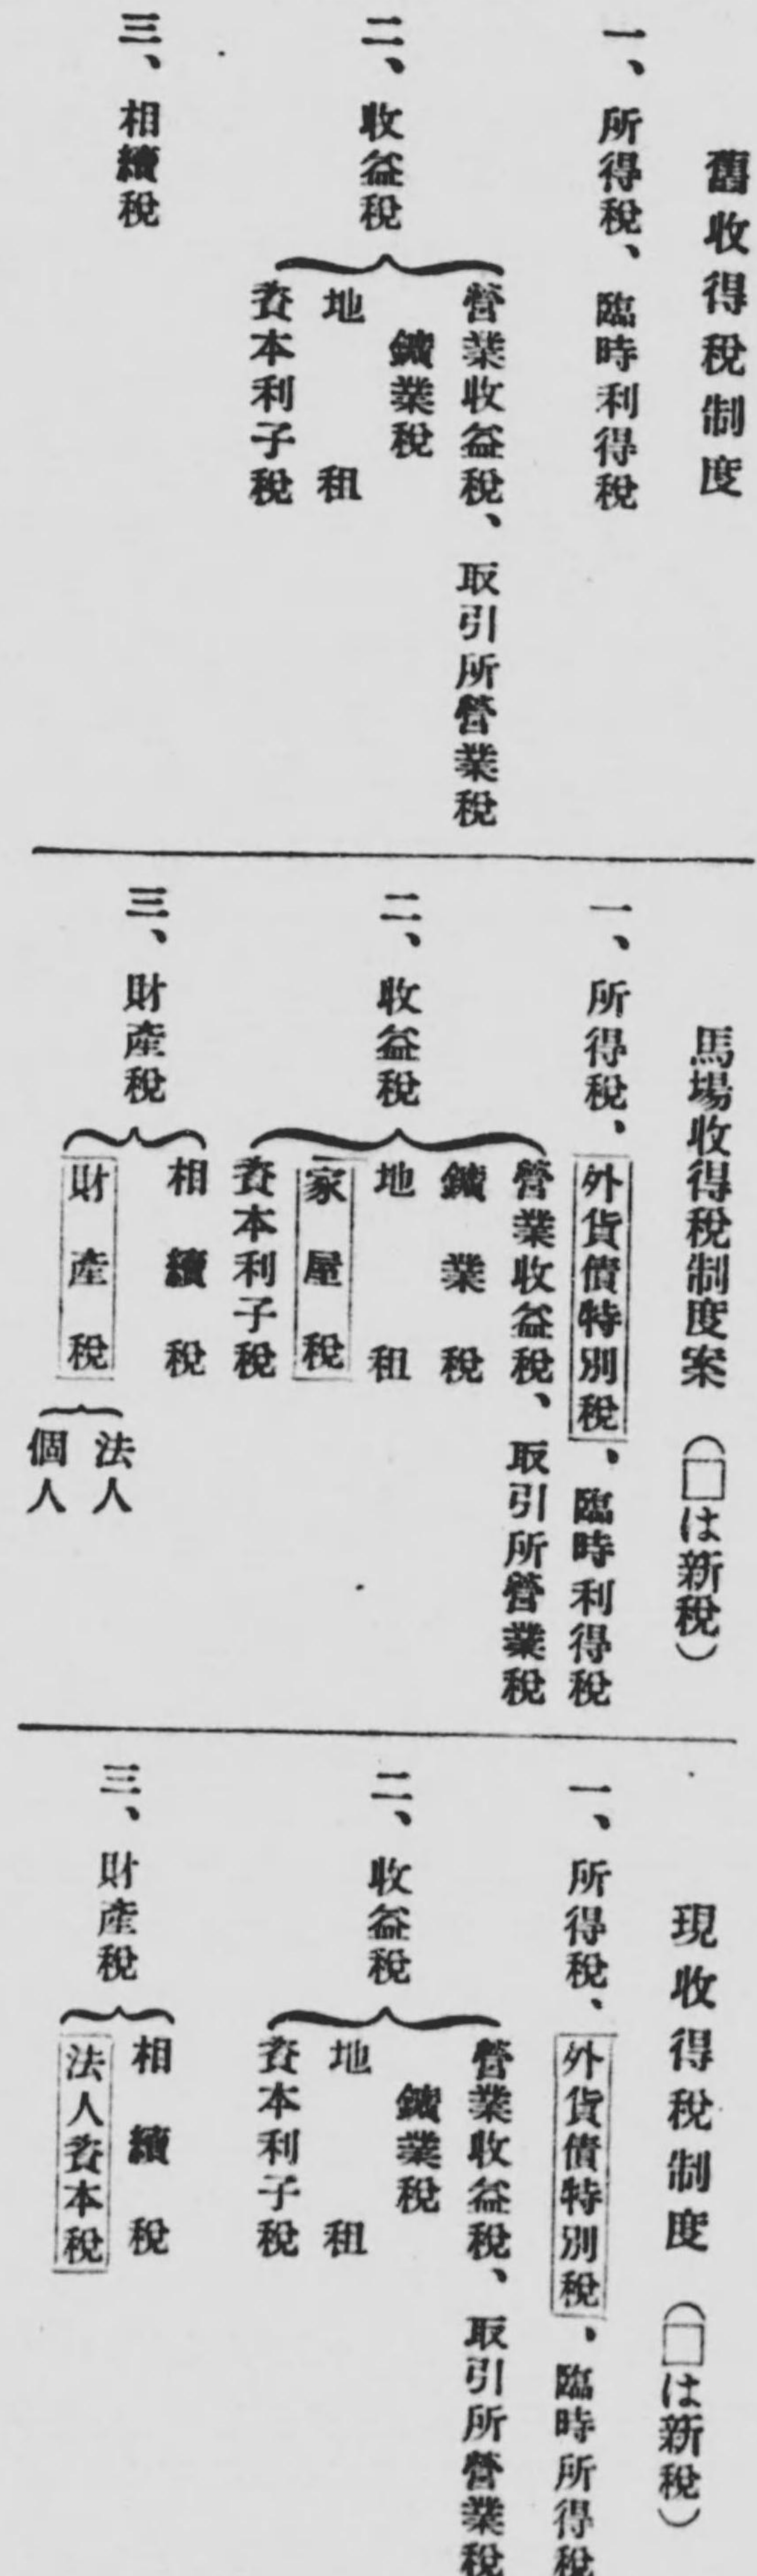 舊收得稅制度
一、所得稅、臨時利得稅
二、收益稅
營業收益稅、取引所營業稅
鑛業稅
地租
資本利子稅
三、相續稅
馬場收得稅制度案(□は新稅)
一、所得稅、外貨債特別稅、臨時利得稅
二、收益稅
營業收益稅、取引所營業稅
鑛業稅
地租
家屋稅
資本利子稅
三、財產稅
相續稅
財產稅
法人
個人
現收得稅制度(□は新稅)
一、所得稅、外貨債特別稅、臨時所得稅
二、收益稅
營業收益稅、取引所營業稅
鑛業稅
地租
資本利子稅
三、財產稅
相續稅
法人資本稅